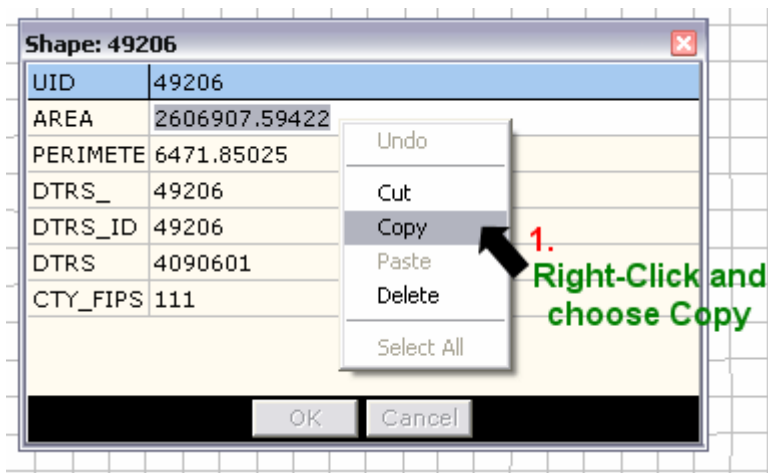 Shape: 49206
UID 49206
AREA 2606907.59422
PERIMETE 6471.85025
DTRS_ 49206
DTRS_ID 49206
DTRS 4090601
CTY_FIPS 111
Undo
Cut
Copy
Paste
Delete
Select All
1.
Right-Click and
choose Copy
OK Cancel